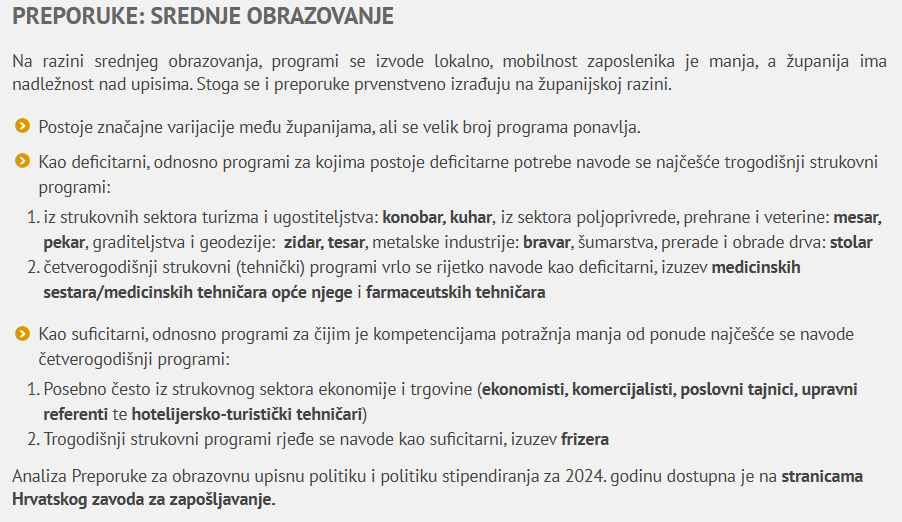 PREPORUKE: SREDNJE OBRAZOVANJE
Na razini srednjeg obrazovanja, programi se izvode lokalno, mobilnost zaposlenika je manja, a županija ima
nadležnost nad upisima. Stoga se i preporuke prvenstveno izrađuju na županijskoj razini.
Postoje značajne varijacije među županijama, ali se velik broj programa ponavlja.
Kao deficitarni, odnosno programi za kojima postoje deficitarne potrebe navode se najčešće trogodišnji strukovni
programi:
1. iz strukovnih sektora turizma i ugostiteljstva: konobar, kuhar, iz sektora poljoprivrede, prehrane i veterine: mesar,
pekar, graditeljstva i geodezije: zidar, tesar, metalske industrije: bravar, šumarstva, prerade i obrade drva: stolar
2. četverogodišnji strukovni (tehnički) programi vrlo se rijetko navode kao deficitarni, izuzev medicinskih
sestara/medicinskih tehničara opće njege i farmaceutskih tehničara
Kao suficitarni, odnosno programi za čijim je kompetencijama potražnja manja od ponude najčešće se navode
četverogodišnji programi:
1. Posebno često iz strukovnog sektora ekonomije i trgovine (ekonomisti, komercijalisti, poslovni tajnici, upravni
referenti te hotelijersko-turistički tehničari)
2. Trogodišnji strukovni programi rjeđe se navode kao suficitarni, izuzev frizera
Analiza Preporuke za obrazovnu upisnu politiku i politiku stipendiranja za 2024. godinu dostupna je na stranicama
Hrvatskog zavoda za zapošljavanje.